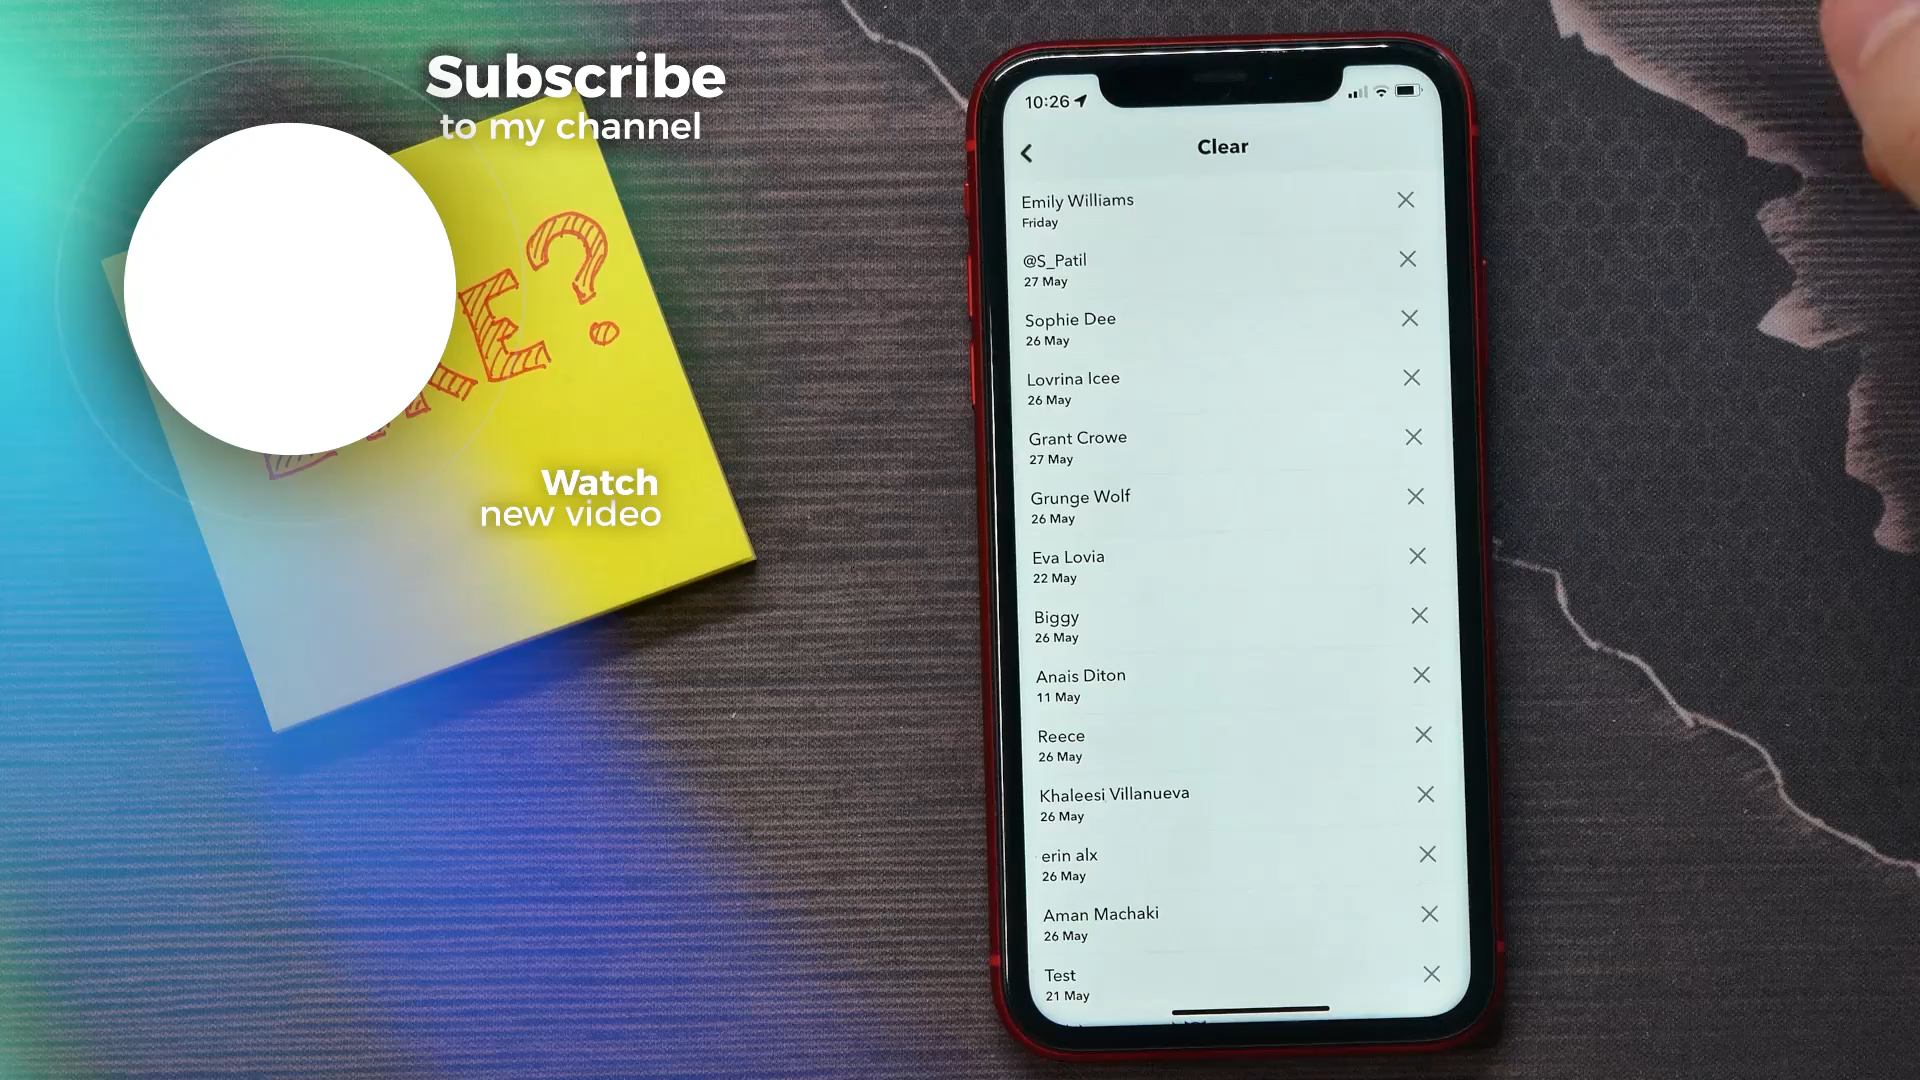 Subscribe
to my channel
KE?
Watch
new video
10:26
Clear
Emily Williams
Friday
@S_Patil
27 May
Sophie Dee
26 May
Lovrina Icee
26 May
Grant Crowe
27 May
Grunge Wolf
26 May
Eva Lovia
22 May
Biggy
26 May
Anais Diton
11 May
Reece
26 May
Khaleesi Villanueva
26 May
erin alx
26 May
Aman Machaki
26 May
Test
21 May